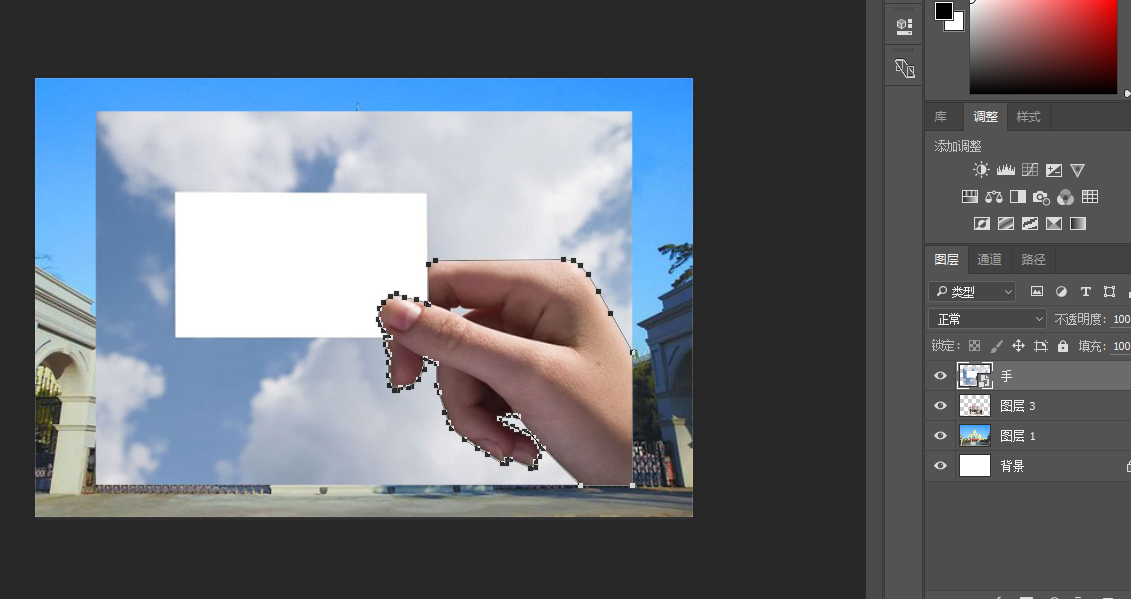 库 调整 样式
添加调整
图层 通道 路径
类型
正常 不透明度: 100
锁定: 填充: 100
手
图层 3
图层 1
背景